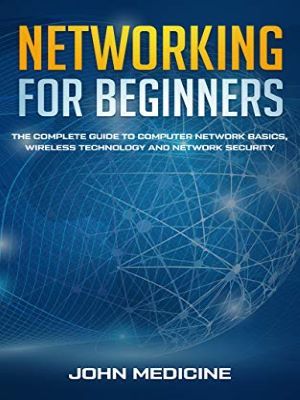 NETWORKING
FOR BEGINNERS
THE COMPLETE GUIDE TO COMPUTER NETWORK BASICS,
WIRELESS TECHNOLOGY AND NETWORK SECURITY
JOHN MEDICINE